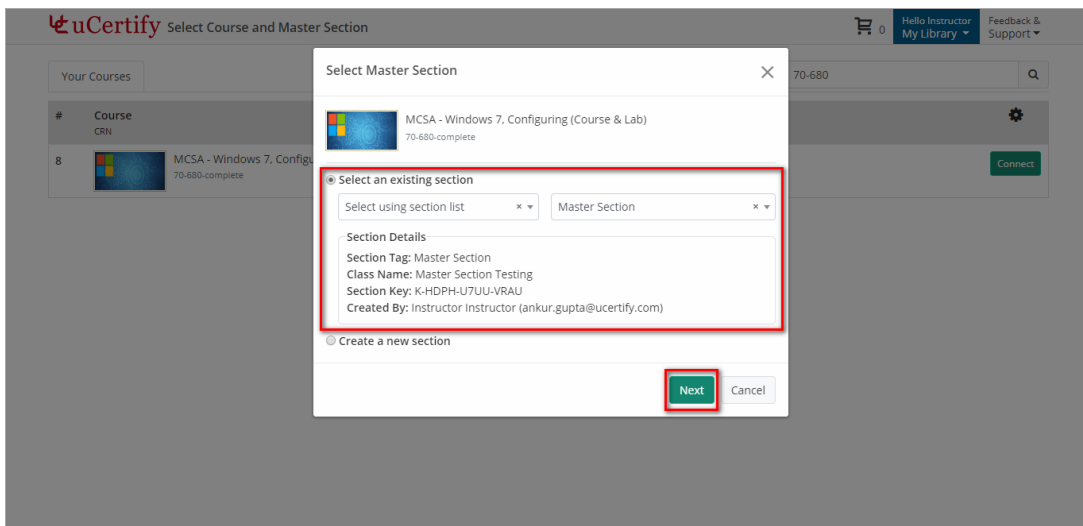 uCertify Select Course and Master Section
0
Hello Instructor
My Library
Feedback &
Support
Your Courses
70-680
# Course
CRN
8
MCSA - Windows 7, Configu
70-680-complete
Connect
Select Master Section
MCSA - Windows 7, Configuring (Course & Lab)
70-680-complete
Select an existing section
Select using section list
Master Section
Section Details
Section Tag: Master Section
Class Name: Master Section Testing
Section Key: K-HDPH-U7UU-VRAU
Created By: Instructor Instructor (ankur.gupta@ucertify.com)
Create a new section
Next
Cancel